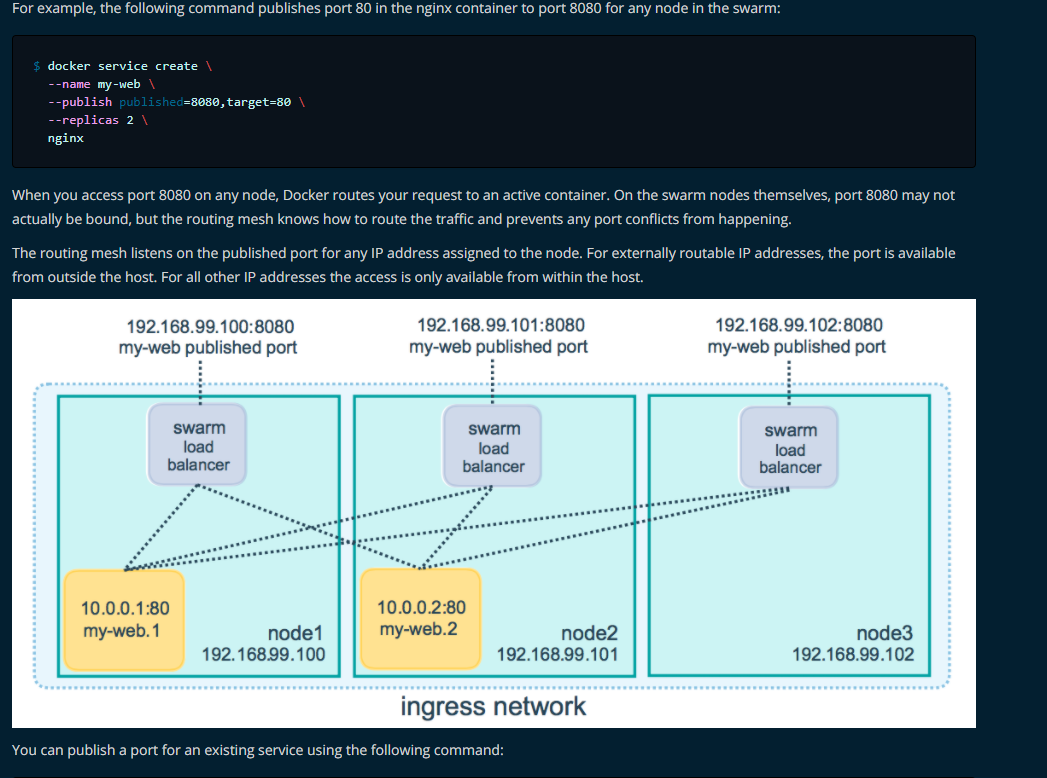 For example, the following command publishes port 80 in the nginx container to port 8080 for any node in the swarm:
$ docker service create \
--name my-web \
--publish published=8080,target=80 \
--replicas 2 \
nginx
When you access port 8080 on any node, Docker routes your request to an active container. On the swarm nodes themselves, port 8080 may not
actually be bound, but the routing mesh knows how to route the traffic and prevents any port conflicts from happening.
The routing mesh listens on the published port for any IP address assigned to the node. For externally routable IP addresses, the port is available
from outside the host. For all other IP addresses the access is only available from within the host.
192.168.99.100:8080
my-web published port
192.168.99.101:8080
my-web published port
192.168.99.102:8080
my-web published port
swarm
load
balancer
swarm
load
balancer
swarm
load
balancer
10.0.0.1:80
my-web.1
node1
192.168.99.100
10.0.0.2:80
my-web.2
node2
192.168.99.101
node3
192.168.99.102
ingress network
You can publish a port for an existing service using the following command: